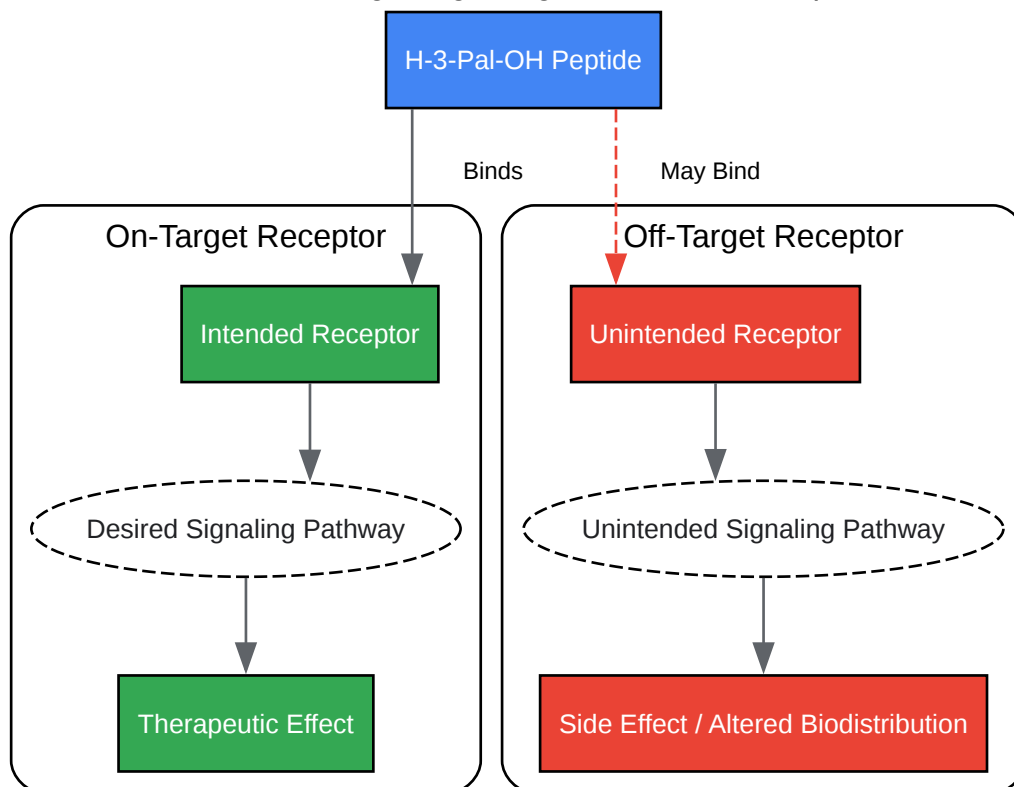 H-3-Pal-OH Peptide
Binds
May Bind
On-Target Receptor
Off-Target Receptor
Intended Receptor
Unintended Receptor
Desired Signaling Pathway
Unintended Signaling Pathway
Therapeutic Effect
Side Effect / Altered Biodistribution